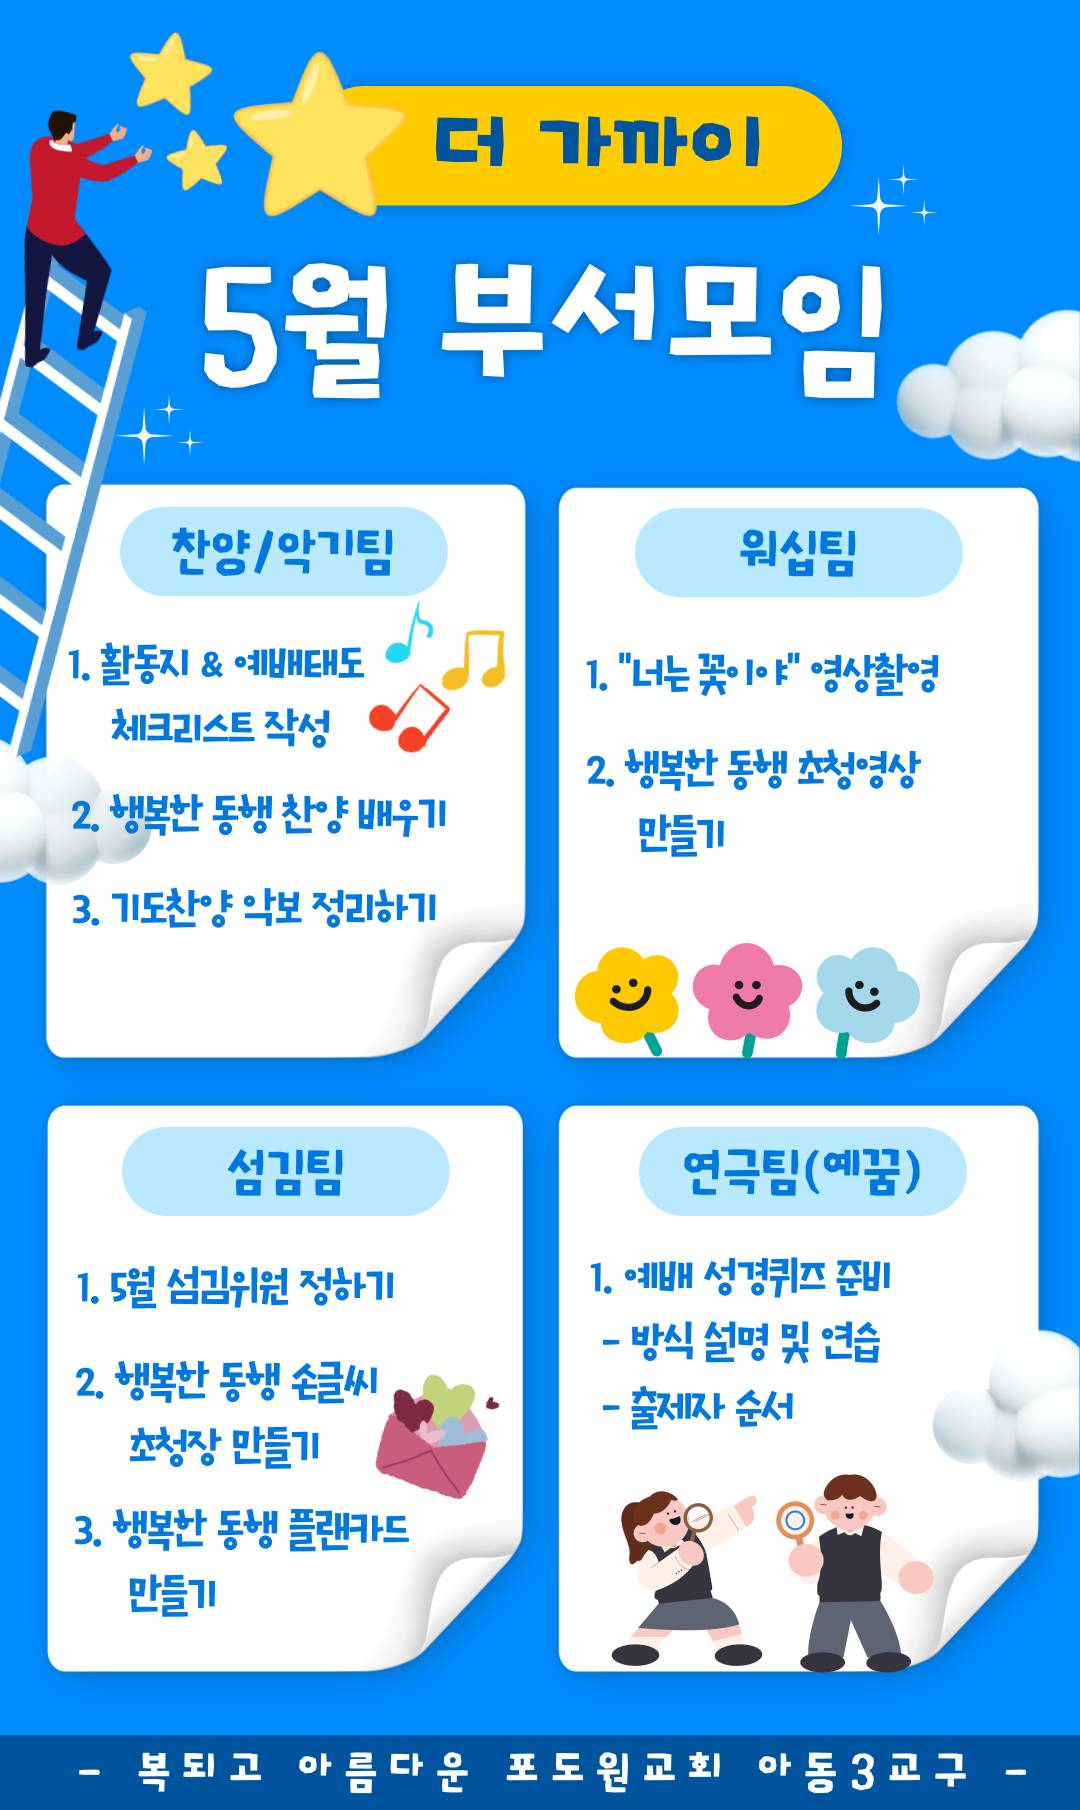 더 가까이
5월 부서모임
찬양/악기팀
1. 활동지 & 예배태도
체크리스트 작성
2. 행복한 동행 찬양 배우기
3. 기도찬양 악보 정리하기
워십팀
1. "너는 꽃이야" 영상촬영
2. 행복한 동행 초청영상
만들기
섬김팀
1. 5월 섬김위원 정하기
2. 행복한 동행 손글씨
초청장 만들기
3. 행복한 동행 플랜카드
만들기
연극팀(예꿈)
1. 예배 성경퀴즈 준비
- 방식 설명 및 연습
- 출제자 순서
- 복되고 아름다운 포도원교회 아동3교구 -